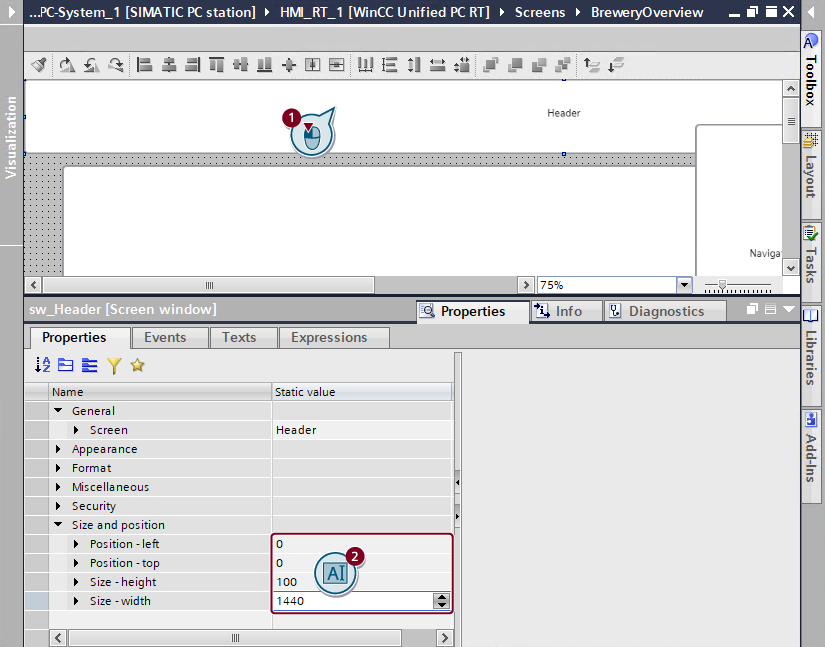 ...PC-System_1 [SIMATIC PC station] HMI_RT_1 [WinCC Unified PC RT] Screens BreweryOverview
Toolbox
Layout
Tasks
Libraries
Add-Ins
Visualization
1
Header
Naviga
75%
sw_Header [Screen window]
Properties Info Diagnostics
Properties Events Texts Expressions
Name Static value
General
Screen Header
Appearance
Format
Miscellaneous
Security
Size and position
Position - left 0
Position - top 0
Size - height 100
Size - width 1440
AI 2